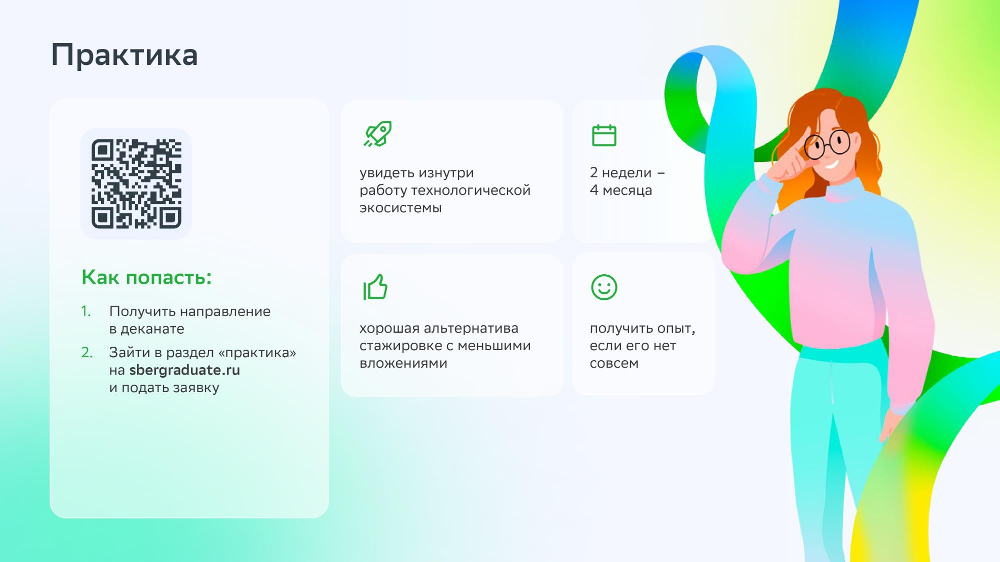 Практика
Как попасть:
1. Получить направление
в деканате
2. Зайти в раздел «практика»
на sbergraduate.ru
и подать заявку
увидеть изнутри
работу технологической
экосистемы
2 недели –
4 месяца
хорошая альтернатива
стажировке с меньшими
вложениями
получить опыт,
если его нет
совсем